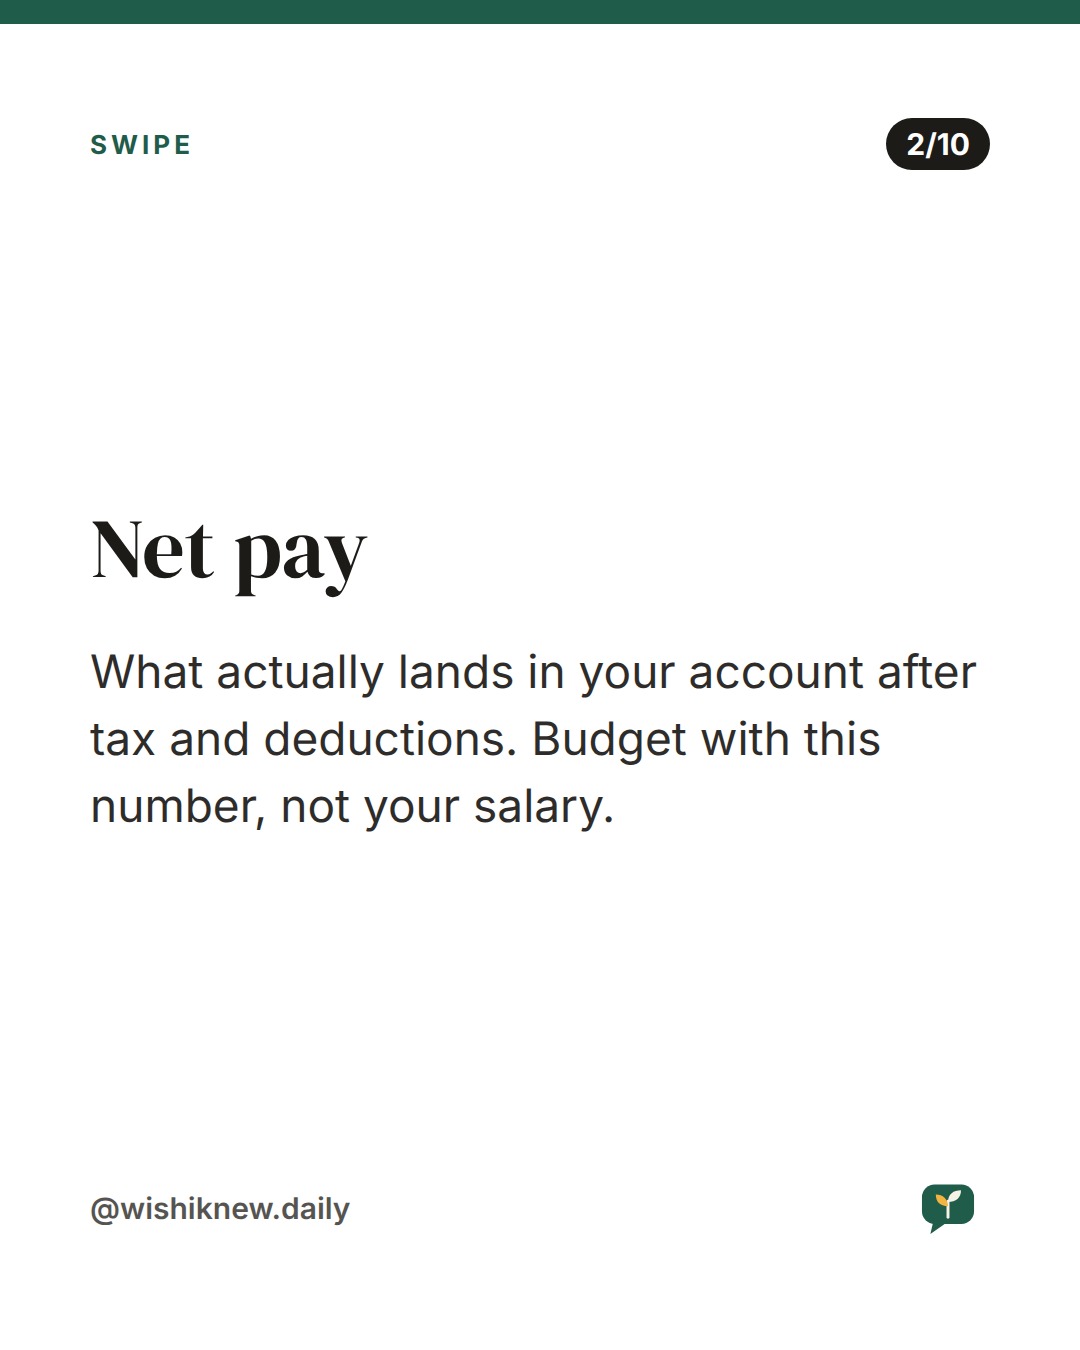 SWIPE
2/10
Net pay
What actually lands in your account after
tax and deductions. Budget with this
number, not your salary.
@wishiknew.daily